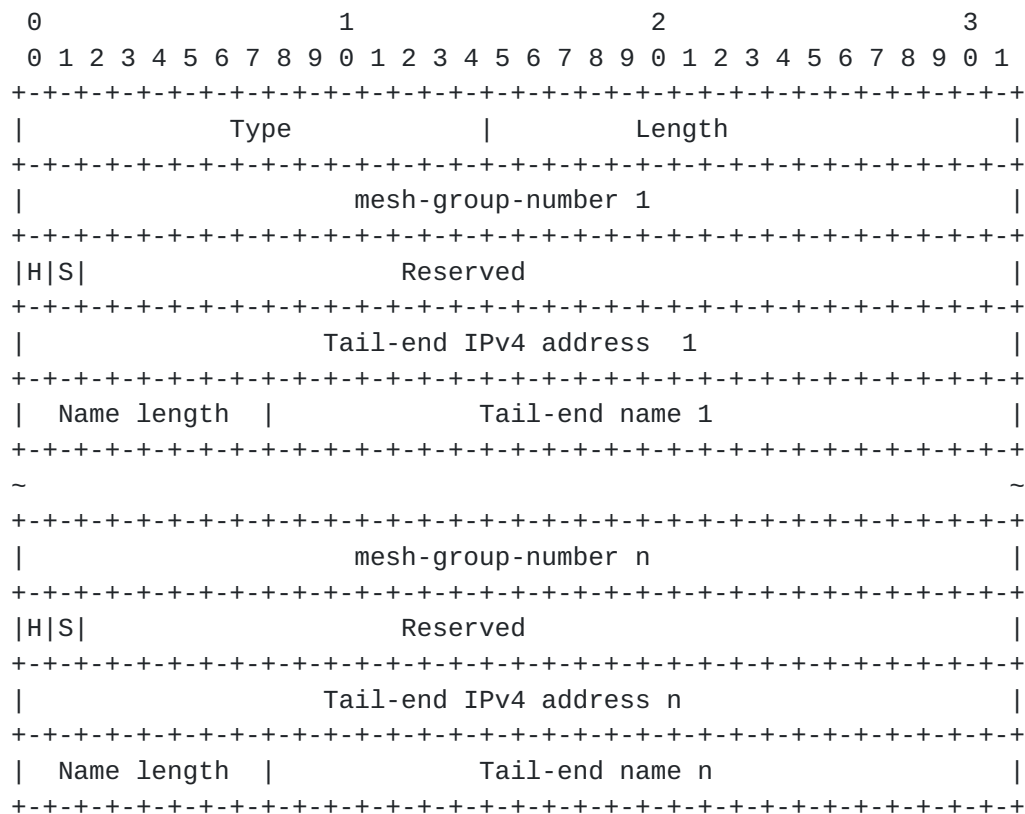 0                   1                   2                   3
 0 1 2 3 4 5 6 7 8 9 0 1 2 3 4 5 6 7 8 9 0 1 2 3 4 5 6 7 8 9 0 1
+-+-+-+-+-+-+-+-+-+-+-+-+-+-+-+-+-+-+-+-+-+-+-+-+-+-+-+-+-+-+-+-+
|             Type            |         Length                  |
+-+-+-+-+-+-+-+-+-+-+-+-+-+-+-+-+-+-+-+-+-+-+-+-+-+-+-+-+-+-+-+-+
|                     mesh-group-number 1                       |
+-+-+-+-+-+-+-+-+-+-+-+-+-+-+-+-+-+-+-+-+-+-+-+-+-+-+-+-+-+-+-+-+
|H|S|                    Reserved                               |
+-+-+-+-+-+-+-+-+-+-+-+-+-+-+-+-+-+-+-+-+-+-+-+-+-+-+-+-+-+-+-+-+
|                   Tail-end IPv4 address  1                    |
+-+-+-+-+-+-+-+-+-+-+-+-+-+-+-+-+-+-+-+-+-+-+-+-+-+-+-+-+-+-+-+-+
|  Name length  |             Tail-end name 1                   |
+-+-+-+-+-+-+-+-+-+-+-+-+-+-+-+-+-+-+-+-+-+-+-+-+-+-+-+-+-+-+-+-+
~                                                               ~
+-+-+-+-+-+-+-+-+-+-+-+-+-+-+-+-+-+-+-+-+-+-+-+-+-+-+-+-+-+-+-+-+
|                     mesh-group-number n                       |
+-+-+-+-+-+-+-+-+-+-+-+-+-+-+-+-+-+-+-+-+-+-+-+-+-+-+-+-+-+-+-+-+
|H|S|                    Reserved                               |
+-+-+-+-+-+-+-+-+-+-+-+-+-+-+-+-+-+-+-+-+-+-+-+-+-+-+-+-+-+-+-+-+
|                   Tail-end IPv4 address n                     |
+-+-+-+-+-+-+-+-+-+-+-+-+-+-+-+-+-+-+-+-+-+-+-+-+-+-+-+-+-+-+-+-+
|  Name length  |             Tail-end name n                   |
+-+-+-+-+-+-+-+-+-+-+-+-+-+-+-+-+-+-+-+-+-+-+-+-+-+-+-+-+-+-+-+-+